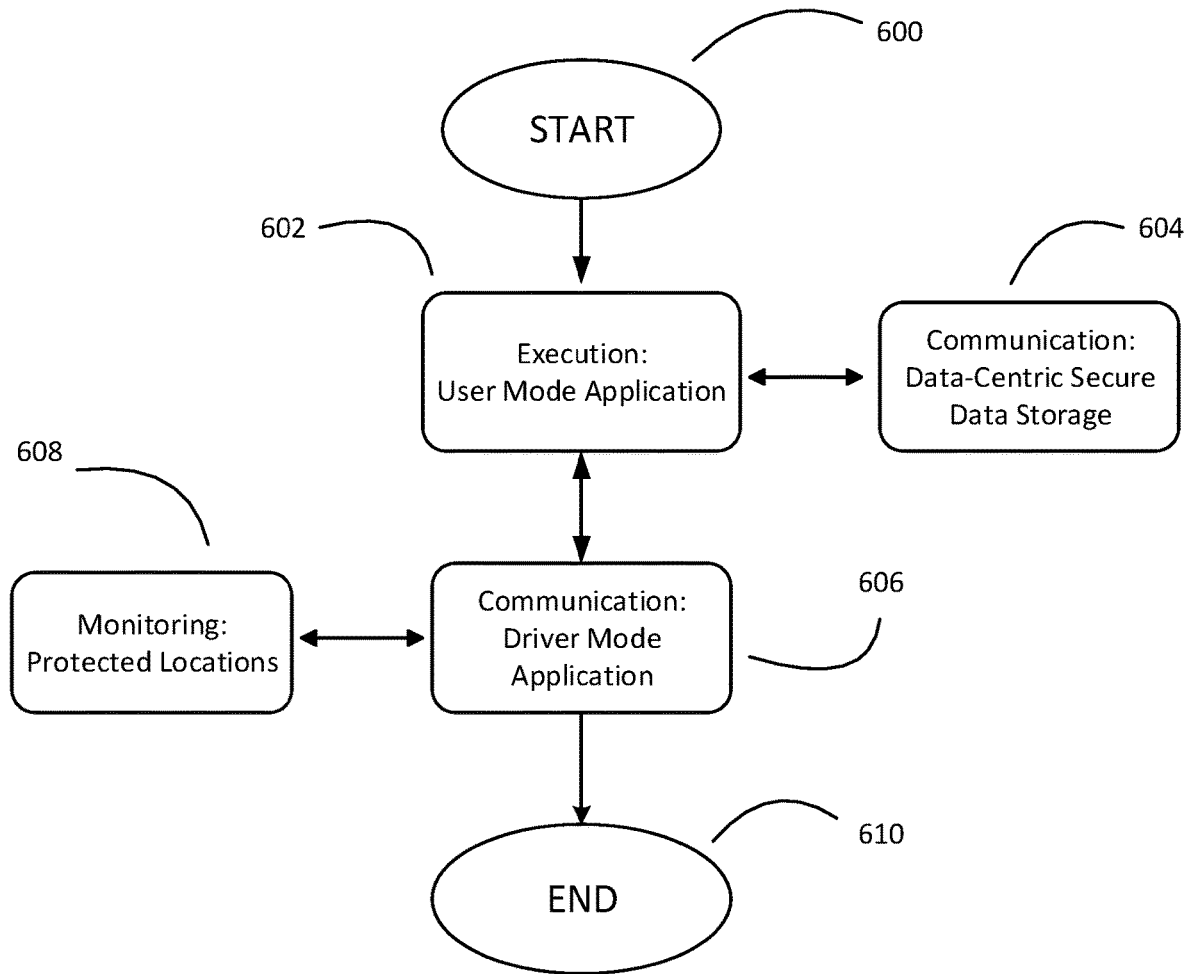 600
START
602
604
Execution:
User Mode Application
Communication:
Data-Centric Secure
Data Storage
608
606
Monitoring:
Protected Locations
Communication:
Driver Mode
Application
610
END